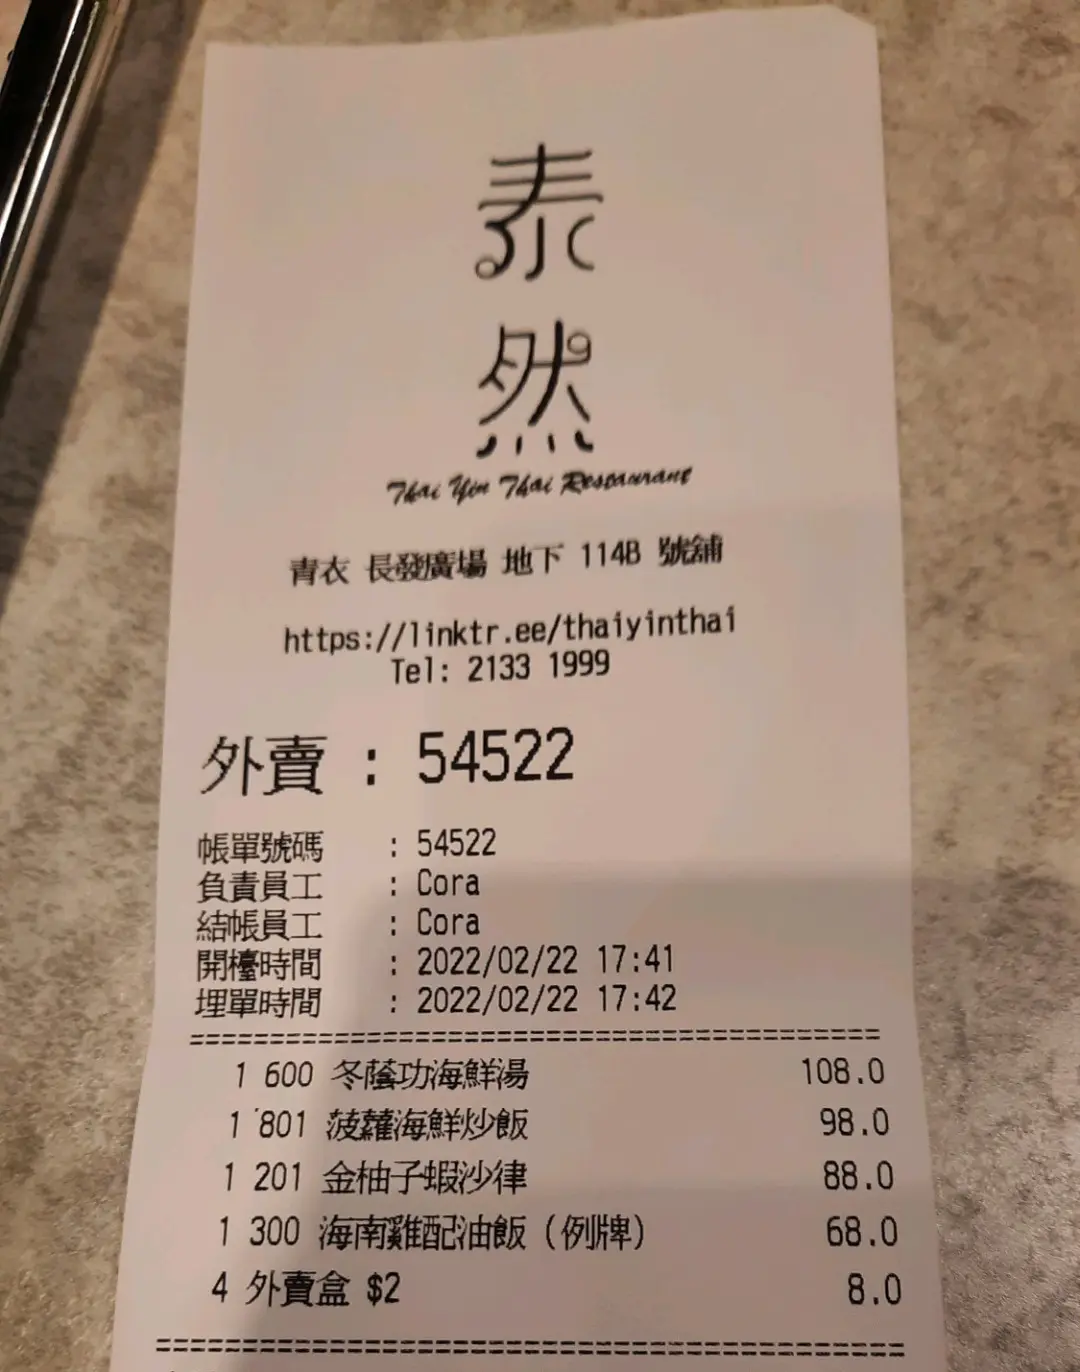 泰
然
Thai Yin Thai Restaurant
青衣 長發廣場 地下 114B 號舖
https://linktr.ee/thaiyinthai
Tel: 2133 1999
外賣 : 54522
帳單號碼 : 54522
負責員工 : Cora
結帳員工 : Cora
開檯時間 : 2022/02/22 17:41
埋單時間 : 2022/02/22 17:42
1 600 冬蔭功海鮮湯 108.0
1 801 菠蘿海鮮炒飯 98.0
1 201 金柚子蝦沙律 88.0
1 300 海南雞配油飯 (例牌) 68.0
4 外賣盒 $2 8.0